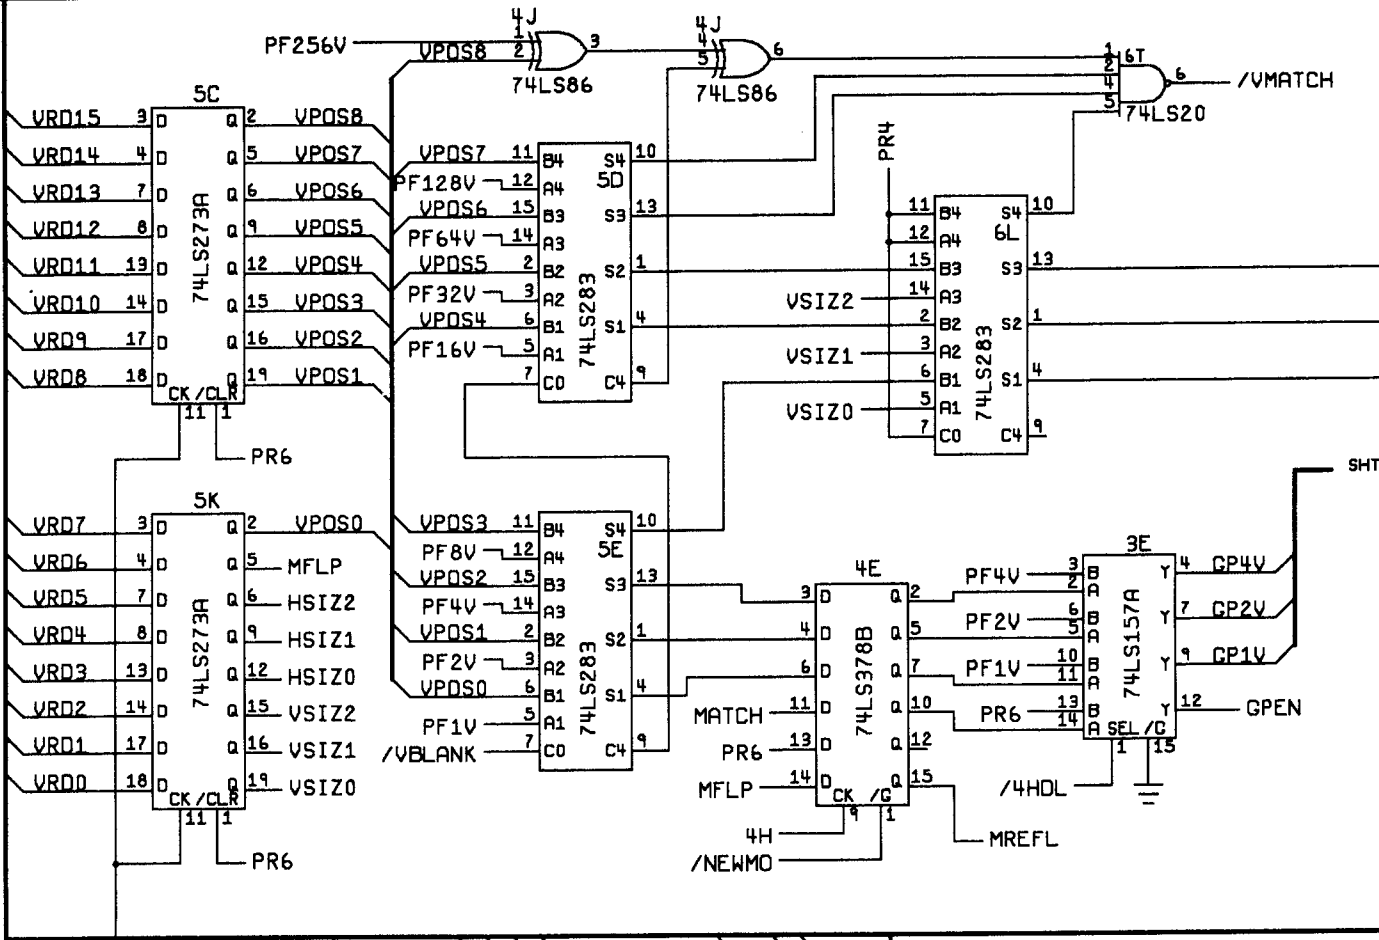 4J
PF256V
1
2
3
VPOS8
74LS86
4J
4
5
6
74LS86
1
2
4
5
6T
6
/VMATCH
74LS20
5C
VRD15 3 D Q 2 VPOS8
VRD14 4 D Q 5 VPOS7
VRD13 7 D Q 6 VPOS6
VRD12 8 D Q 9 VPOS5
VRD11 13 D Q 12 VPOS4
VRD10 14 D Q 15 VPOS3
VRD9 17 D Q 16 VPOS2
VRD8 18 D Q 19 VPOS1
74LS273A
CK /CLR
11 1
PR6
VPOS7 11 B4 S4 10
5D
PF128V 12 A4
VPOS6 15 B3 S3 13
PF64V 14 A3
VPOS5 2 B2 S2 1
PF32V 3 A2
VPOS4 6 B1 S1 4
PF16V 5 A1
7 C0 C4 9
74LS283
PR4
11 B4 S4 10
6L
12 A4
15 B3 S3 13
VSIZ2 14 A3
2 B2 S2 1
VSIZ1 3 A2
6 B1 S1 4
VSIZ0 5 A1
7 C0 C4 9
74LS283
SHT
5K
VRD7 3 D Q 2 VPOS0
VRD6 4 D Q 5 MFLP
VRD5 7 D Q 6 HSIZ2
VRD4 8 D Q 9 HSIZ1
VRD3 13 D Q 12 HSIZ0
VRD2 14 D Q 15 VSIZ2
VRD1 17 D Q 16 VSIZ1
VRD0 18 D Q 19 VSIZ0
74LS273A
CK /CLR
11 1
PR6
VPOS3 11 B4 S4 10
5E
PF8V 12 A4
VPOS2 15 B3 S3 13
PF4V 14 A3
VPOS1 2 B2 S2 1
PF2V 3 A2
VPOS0 6 B1 S1 4
PF1V 5 A1
/VBLANK 7 C0 C4 9
74LS283
4E
3 D Q 2
4 D Q 5
6 D Q 7
MATCH 11 D Q 10
PR6 13 D Q 12
MFLP 14 D Q 15
74LS378B
CK /G
9 1
4H
/NEWMO
MREFL
3E
PF4V 3 B Y 4 GP4V
2 A
PF2V 6 B Y 7 GP2V
5 A
PF1V 10 B Y 9 GP1V
11 A
PR6 13 B Y 12 GPEN
14 A
74LS157A
SEL /G
1 15
/4HDL